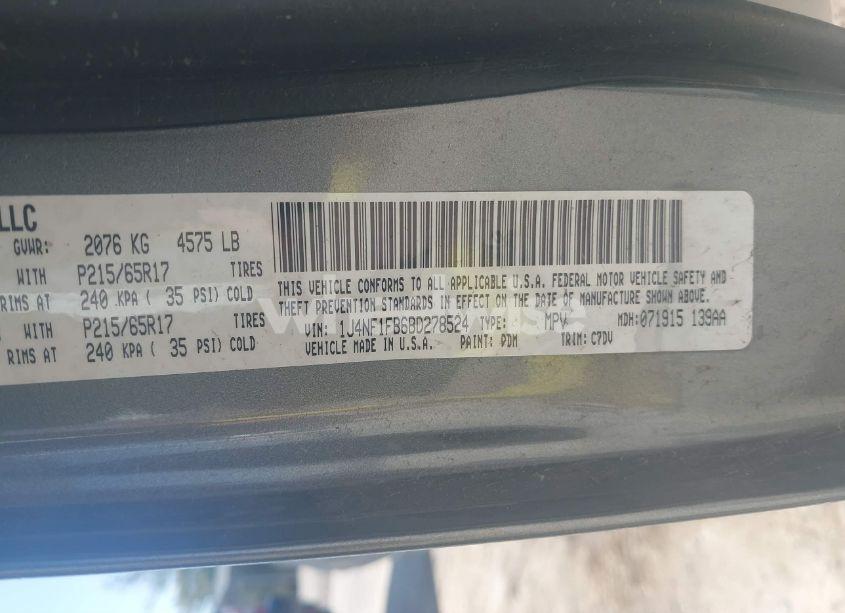 LLC
GVWR: 2076 KG 4575 LB
WITH P215/65R17 TIRES
RIMS AT 240 KPA ( 35 PSI) COLD
WITH P215/65R17 TIRES
RIMS AT 240 KPA ( 35 PSI) COLD
THIS VEHICLE CONFORMS TO ALL APPLICABLE U.S.A. FEDERAL MOTOR VEHICLE SAFETY AND
THEFT PREVENTION STANDARDS IN EFFECT ON THE DATE OF MANUFACTURE SHOWN ABOVE.
VIN: 1J4NF1FB6BD278524 TYPE: MPV MDH: 071915 139AA
VEHICLE MADE IN U.S.A. PAINT: PDM TRIM: C7DV